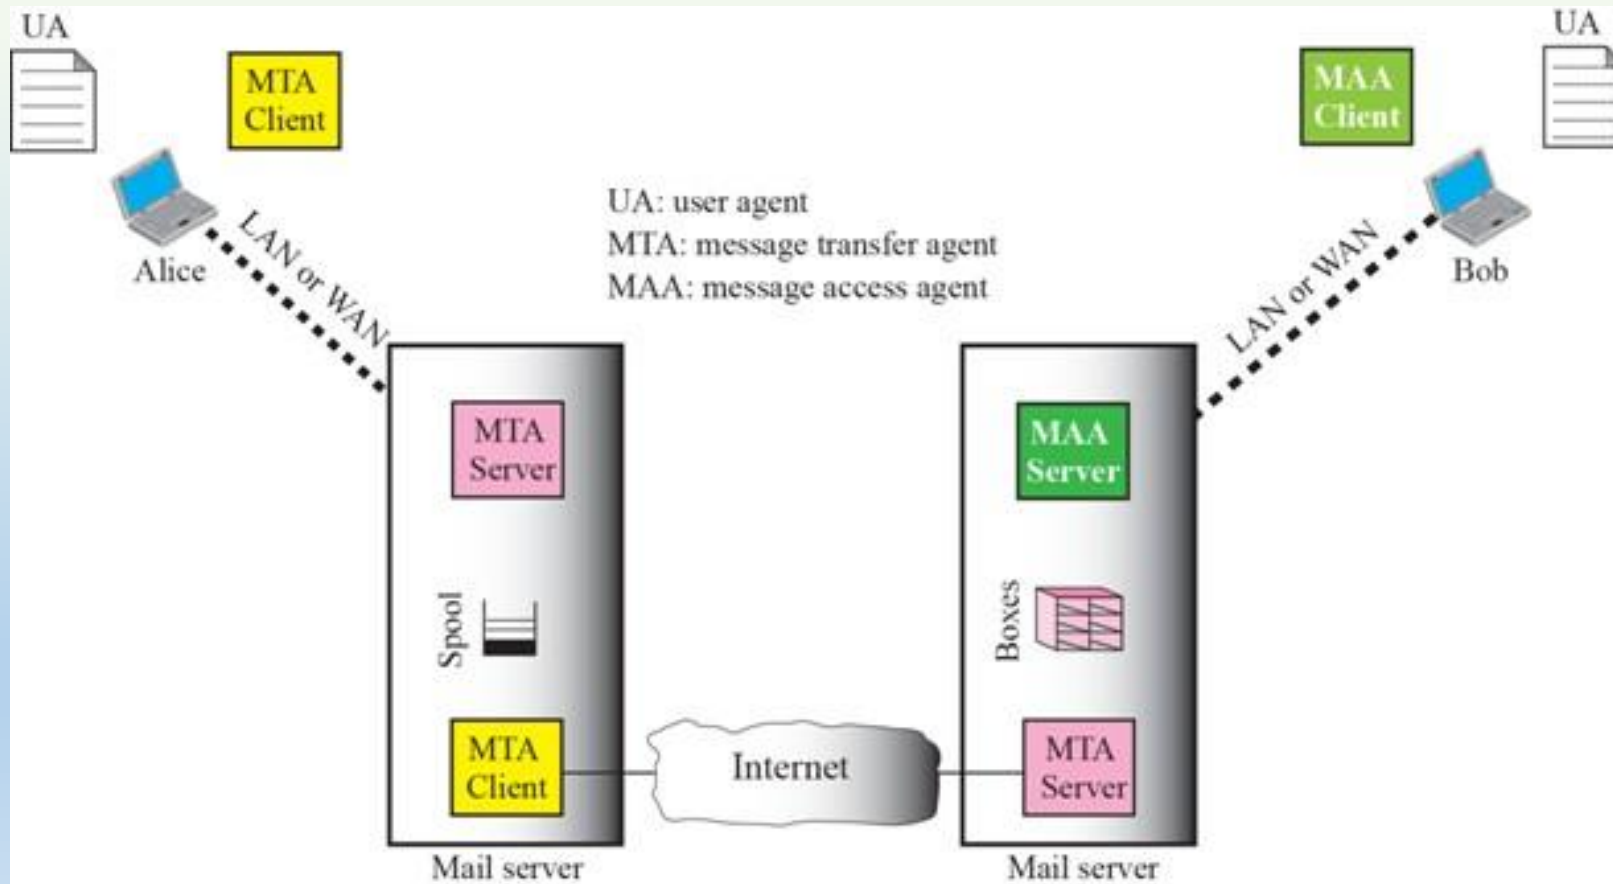 UA
MTA
Client
Alice
LAN or WAN
UA: user agent
MTA: message transfer agent
MAA: message access agent
UA
MAA
Client
Bob
LAN or WAN
MTA
Server
Spool
MTA
Client
Mail server
Internet
MAA
Server
Boxes
MTA
Server
Mail server